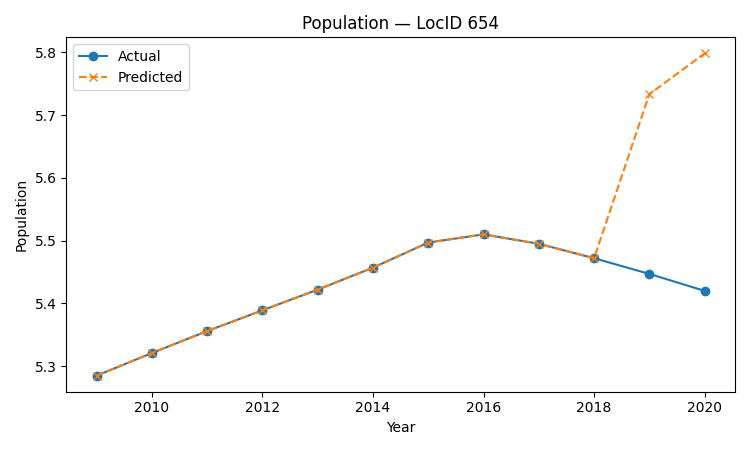 Population — LocID 654
Actual
Predicted
Population
5.8
5.7
5.6
5.5
5.4
5.3
2010 2012 2014 2016 2018 2020
Year